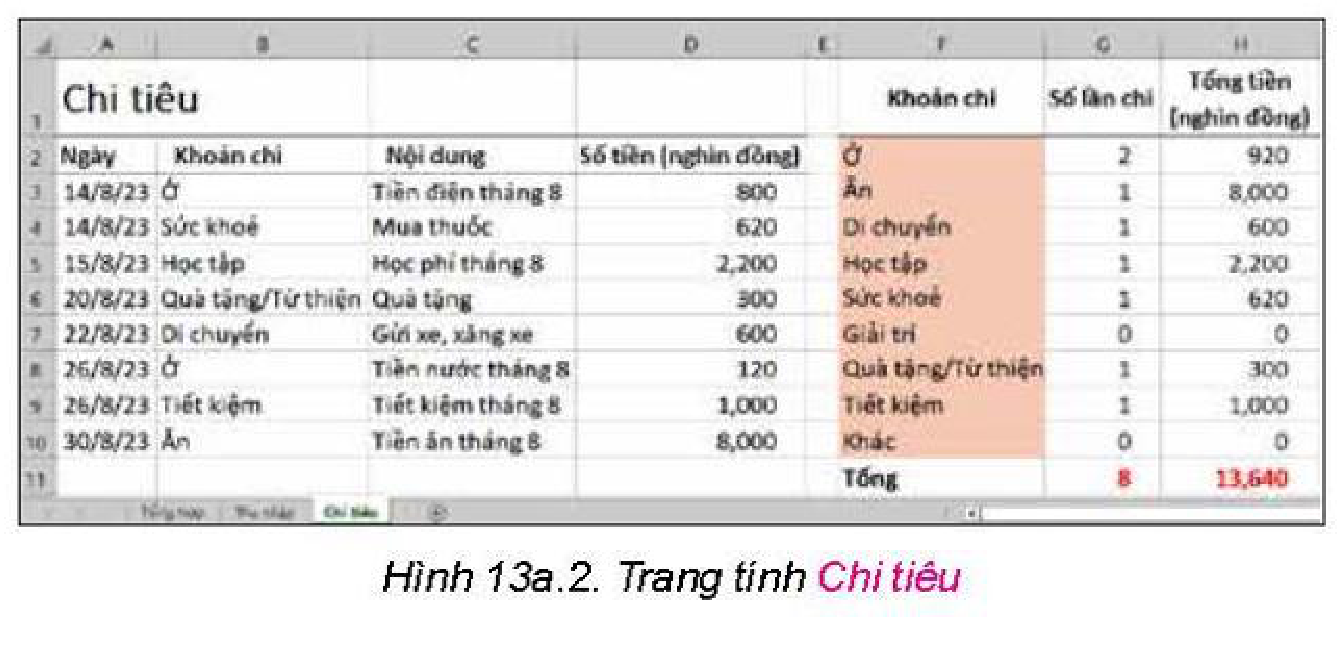 A B C D E F G H
1 Chi tiêu Khoản chi Số lần chi Tổng tiền (nghìn đồng)
2 Ngày Khoản chi Nội dung Số tiền (nghìn đồng) Ở 2 920
3 14/8/23 Ở Tiền điện tháng 8 800 Ăn 1 8,000
4 14/8/23 Sức khoẻ Mua thuốc 620 Di chuyển 1 600
5 15/8/23 Học tập Học phí tháng 8 2,200 Học tập 1 2,200
6 20/8/23 Quà tặng/Từ thiện Quà tặng 300 Sức khoẻ 1 620
7 22/8/23 Di chuyển Gửi xe, xăng xe 600 Giải trí 0 0
8 26/8/23 Ở Tiền nước tháng 8 120 Quà tặng/Từ thiện 1 300
9 26/8/23 Tiết kiệm Tiết kiệm tháng 8 1,000 Tiết kiệm 1 1,000
10 30/8/23 Ăn Tiền ăn tháng 8 8,000 Khác 0 0
11 Tổng 8 13,640
Tổng hợp Thu nhập Chi tiêu
Hình 13a.2. Trang tính Chi tiêu